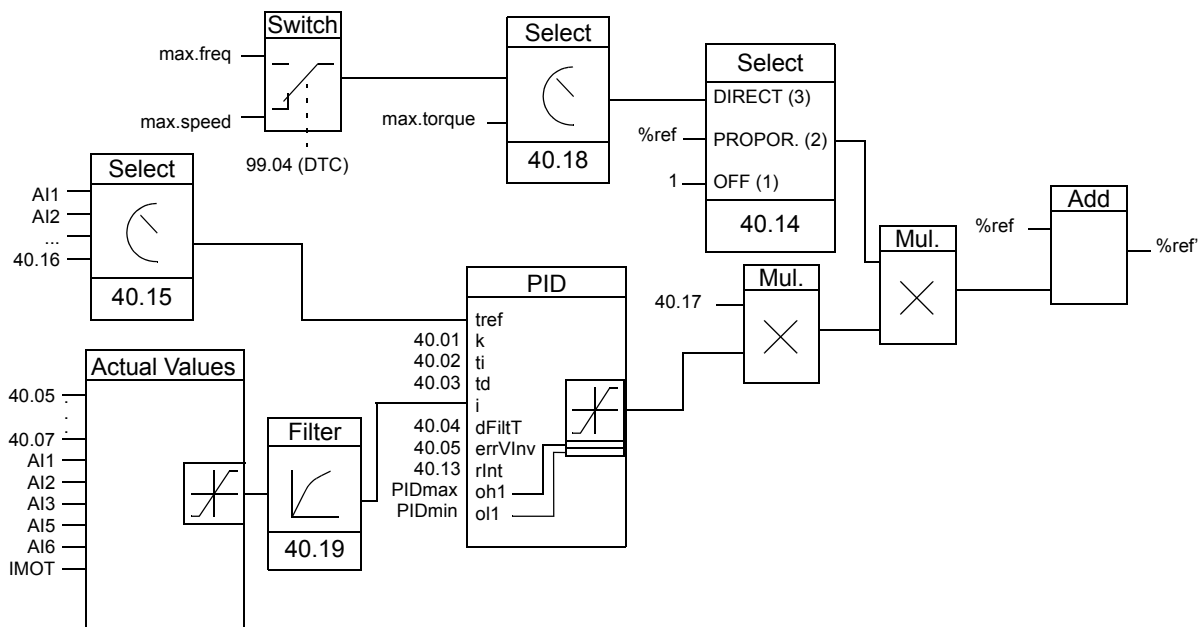 Switch
max.freq
max.speed
99.04 (DTC)
Select
max.torque
40.18
Select
DIRECT (3)
%ref
PROPOR. (2)
1
OFF (1)
40.14
Select
AI1
AI2
...
40.16
40.15
Add
%ref
%ref'
Mul.
Mul.
40.17
PID
tref
40.01 k
40.02 ti
40.03 td
i
40.04 dFiltT
40.05 errVInv
40.13 rInt
PIDmax oh1
PIDmin ol1
Actual Values
40.05
.
.
40.07
AI1
AI2
AI3
AI5
AI6
IMOT
Filter
40.19